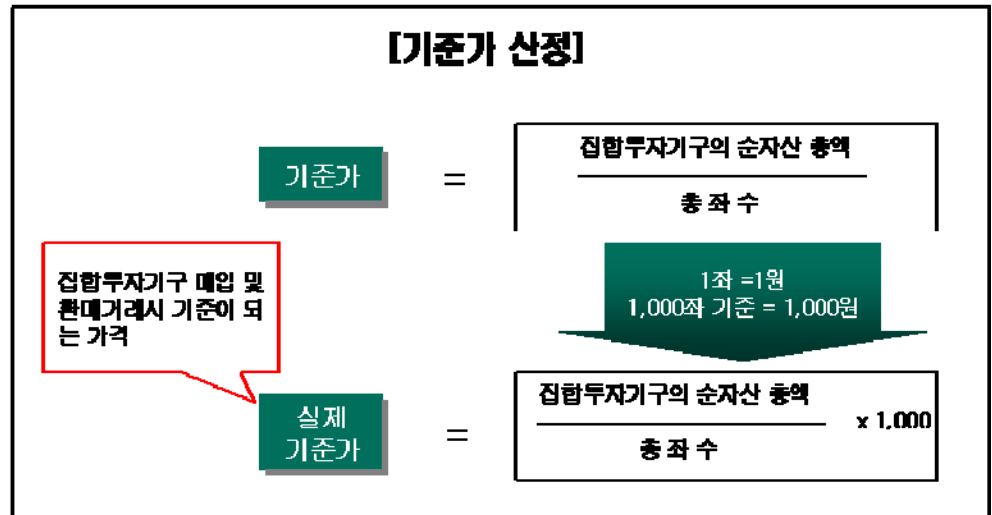 [기준가 산정]
기준가
=
집합투자기구의 순자산 총액
총 좌 수
집합투자기구 매입 및
환매거래시 기준이 되
는 가격
1좌 =1원
1,000좌 기준 = 1,000원
실제
기준가
=
집합투자기구의 순자산 총액
총 좌 수
x 1,000